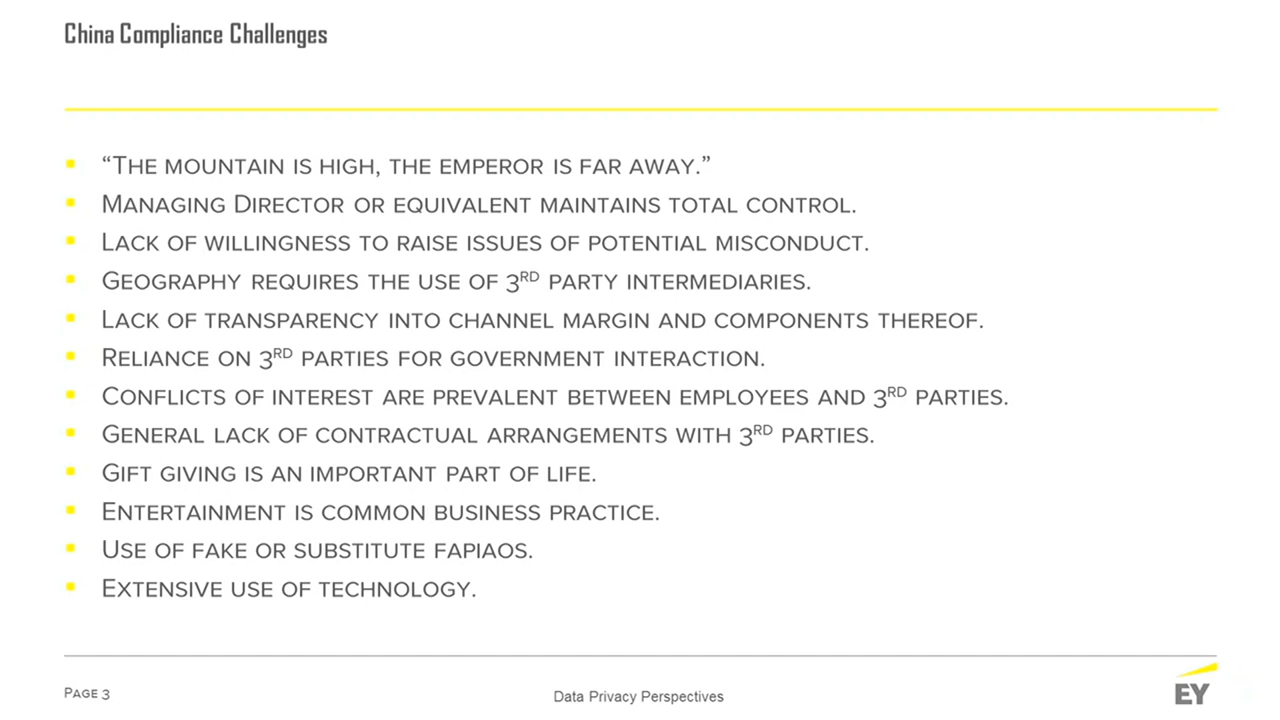 China Compliance Challenges
“The mountain is high, the emperor is far away.”
Managing Director or equivalent maintains total control.
Lack of willingness to raise issues of potential misconduct.
Geography requires the use of 3rd party intermediaries.
Lack of transparency into channel margin and components thereof.
Reliance on 3rd parties for government interaction.
Conflicts of interest are prevalent between employees and 3rd parties.
General lack of contractual arrangements with 3rd parties.
Gift giving is an important part of life.
Entertainment is common business practice.
Use of fake or substitute fapiaos.
Extensive use of technology.
Page 3
Data Privacy Perspectives
EY